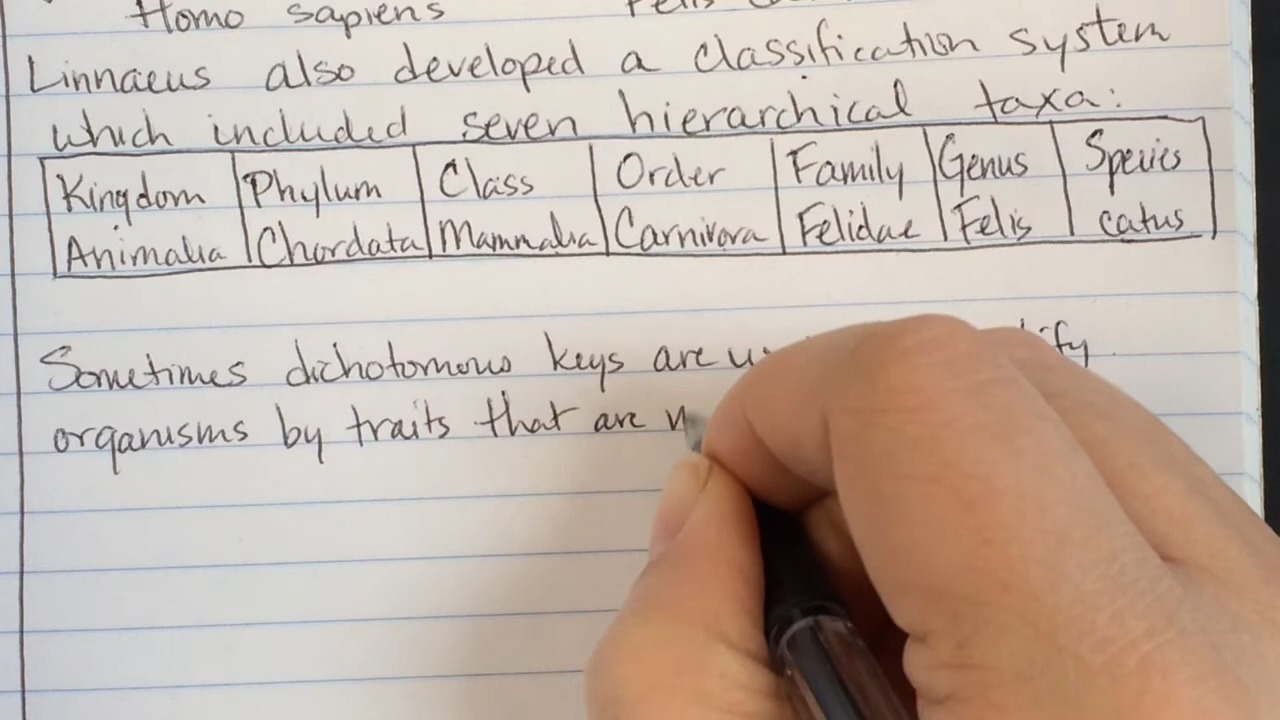 Homo sapiens Felis
Linnaeus also developed a classification system
which included seven hierarchical taxa:
Kingdom Phylum Class Order Family Genus Species
Animalia Chordata Mammalia Carnivora Felidae Felis catus
Sometimes dichotomous keys are
organisms by traits that are